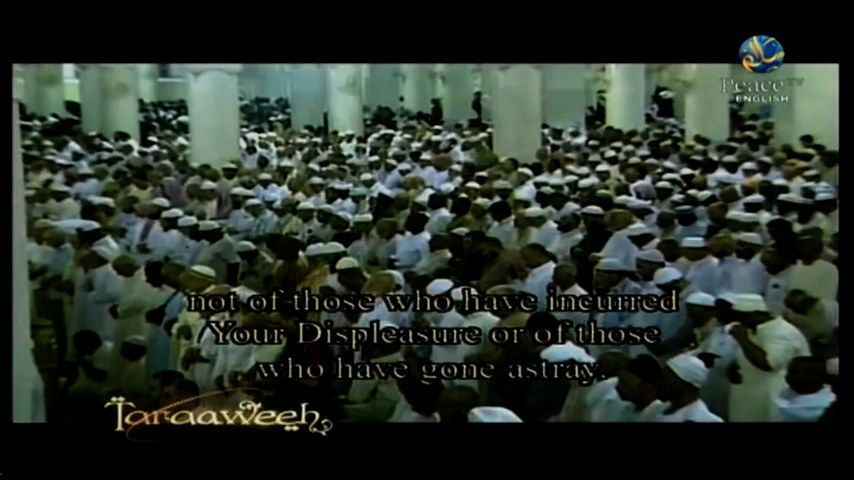 سلام
Peace TV
ENGLISH
not of those who have incurred
Your Displeasure or of those
who have gone astray.
Taraaweeh